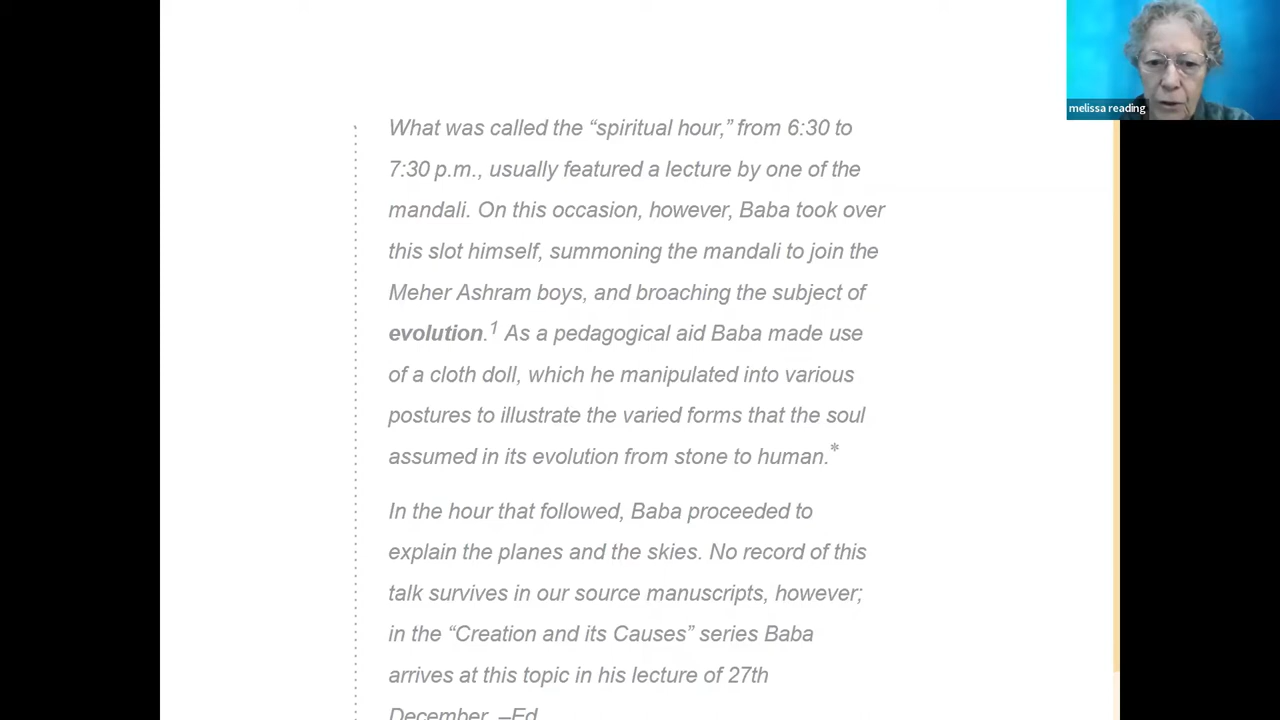 melissa reading
What was called the “spiritual hour,” from 6:30 to
7:30 p.m., usually featured a lecture by one of the
mandali. On this occasion, however, Baba took over
this slot himself, summoning the mandali to join the
Meher Ashram boys, and broaching the subject of
evolution.1 As a pedagogical aid Baba made use
of a cloth doll, which he manipulated into various
postures to illustrate the varied forms that the soul
assumed in its evolution from stone to human.*
In the hour that followed, Baba proceeded to
explain the planes and the skies. No record of this
talk survives in our source manuscripts, however;
in the “Creation and its Causes” series Baba
arrives at this topic in his lecture of 27th
December. –Ed